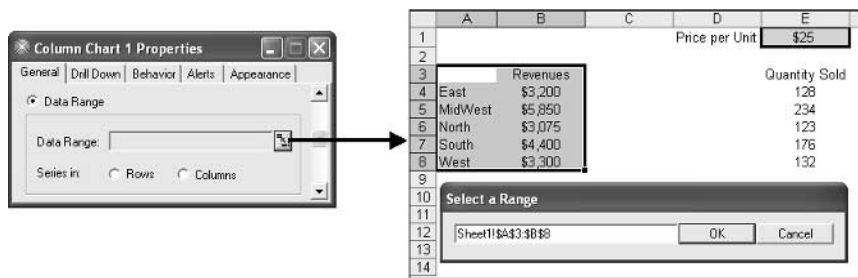 Column Chart 1 Properties
General Drill Down Behavior Alerts Appearance
Data Range
Data Range:
Series in: Rows Columns
A B C D E
1 Price per Unit $25
2
3 Revenues Quantity Sold
4 East $3,200 128
5 MidWest $5,850 234
6 North $3,075 123
7 South $4,400 176
8 West $3,300 132
9
10 Select a Range
11
12 Sheet1!$A$3:$B$8 OK Cancel
13
14